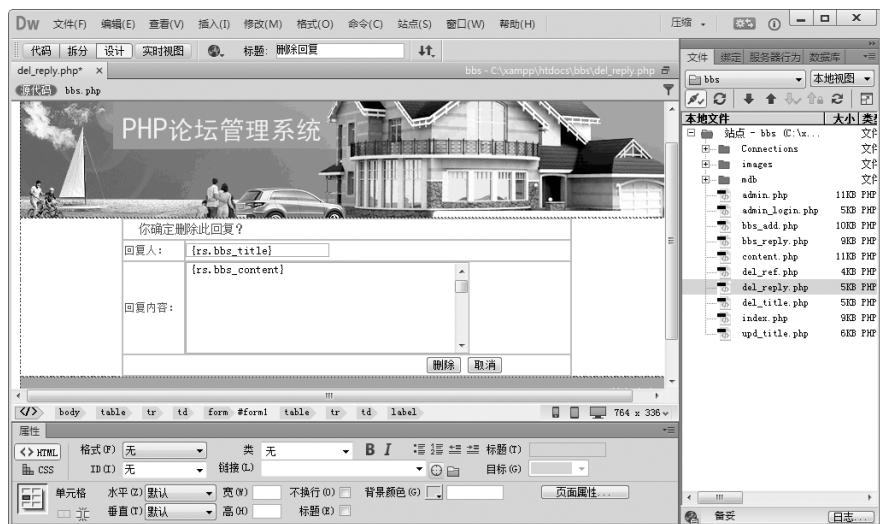 Dw 文件(F) 编辑(E) 查看(V) 插入(I) 修改(M) 格式(O) 命令(C) 站点(S) 窗口(W) 帮助(H) 压缩
代码 拆分 设计 实时视图 标题: 删除回复
del_reply.php* × bbs - C:\xampp\htdocs\bbs\del_reply.php
源代码 bbs.php
PHP论坛管理系统
你确定删除此回复？
回复人： {rs.bbs_title}
回复内容： {rs.bbs_content}
删除 取消
body table tr td form #form1 table tr td label 764 x 336
属性
<> HTML 格式(F) 无 类 无 B I 标题(T)
CSS ID(I) 无 链接(L) 目标(G)
单元格 水平(Z) 默认 宽(W) 不换行(O) 背景颜色(G) 页面属性...
垂直(T) 默认 高(H) 标题(E)
文件 绑定 服务器行为 数据库
bbs 本地视图
本地文件 大小 类型
站点 - bbs (C:\x... 文件
Connections 文件
images 文件
mdb 文件
admin.php 11KB PHP
admin_login.php 5KB PHP
bbs_add.php 10KB PHP
bbs_reply.php 9KB PHP
content.php 11KB PHP
del_ref.php 4KB PHP
del_reply.php 5KB PHP
del_title.php 5KB PHP
index.php 9KB PHP
upd_title.php 6KB PHP
备妥 日志...